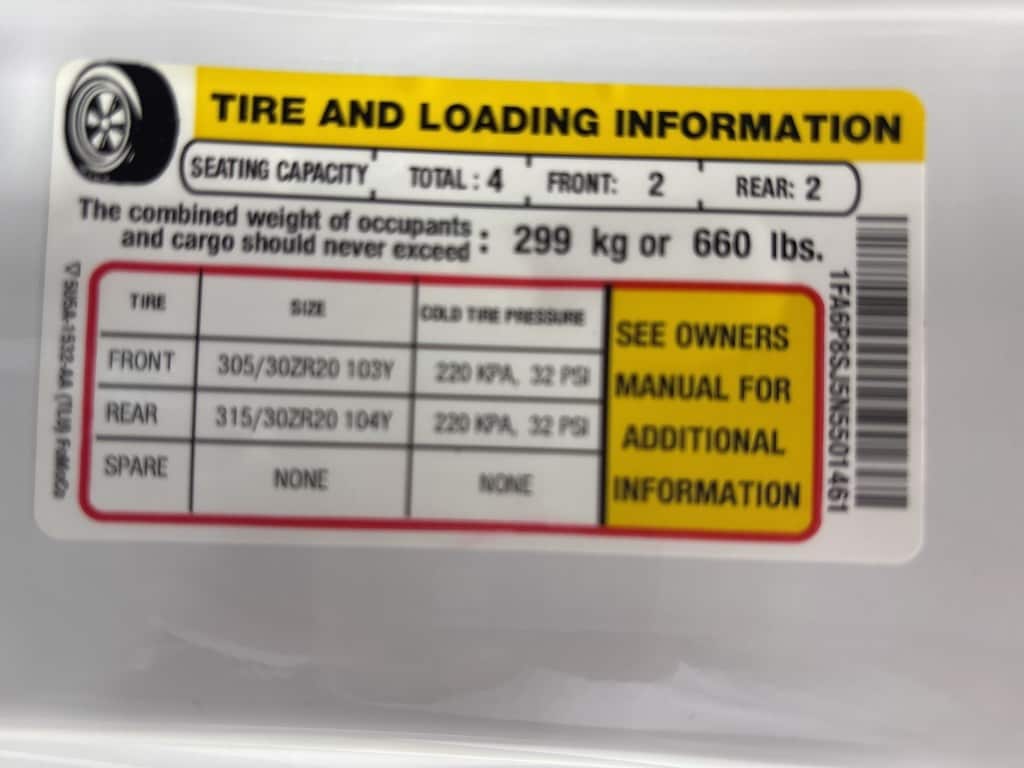 TIRE AND LOADING INFORMATION
SEATING CAPACITY TOTAL : 4 FRONT: 2 REAR: 2
The combined weight of occupants
and cargo should never exceed : 299 kg or 660 lbs.
TIRE SIZE COLD TIRE PRESSURE
FRONT 305/30ZR20 103Y 220 KPA, 32 PSI
REAR 315/30ZR20 104Y 220 KPA, 32 PSI
SPARE NONE NONE
SEE OWNERS
MANUAL FOR
ADDITIONAL
INFORMATION
1FA6P8SJ5N5501461